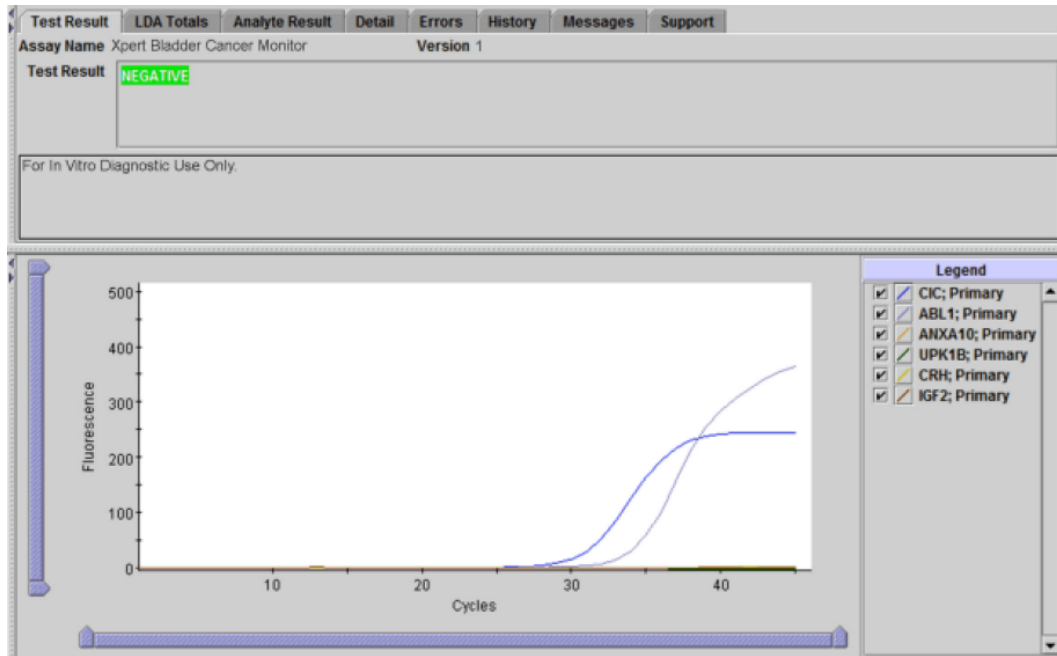 Test Result LDA Totals Analyte Result Detail Errors History Messages Support
Assay Name Xpert Bladder Cancer Monitor Version 1
Test Result NEGATIVE
For In Vitro Diagnostic Use Only.
Legend
CIC; Primary
ABL1; Primary
ANXA10; Primary
UPK1B; Primary
CRH; Primary
IGF2; Primary
500
400
300
200
100
0
Fluorescence
10 20 30 40
Cycles